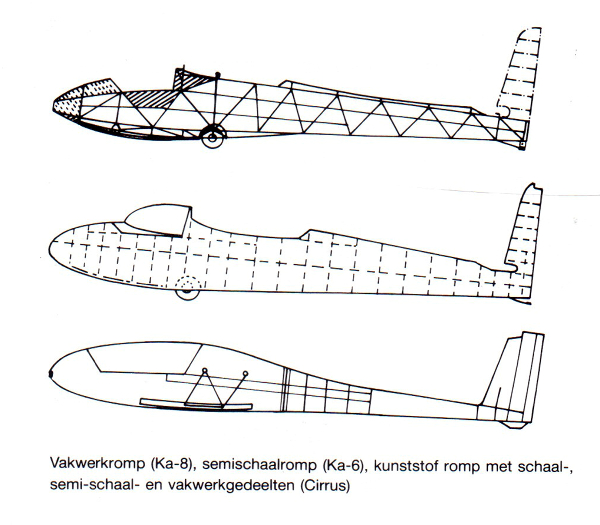 Vakwerkromp (Ka-8), semischaalromp (Ka-6), kunststof romp met schaal-,
semi-schaal- en vakwerkgedeelten (Cirrus)